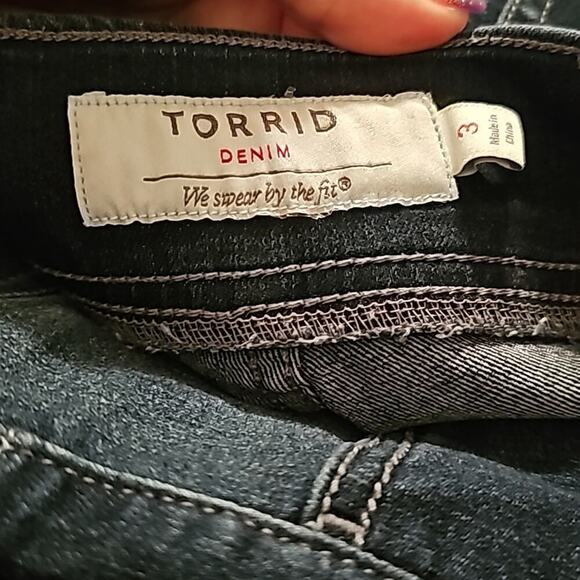 TORRID
DENIM
We swear by the fit®
3
Made in
China